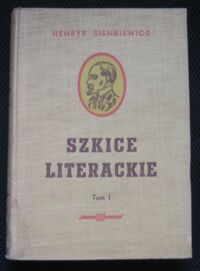 HENRYK SIENKIEWICZ
SZKICE
LITERACKIE
Tom I